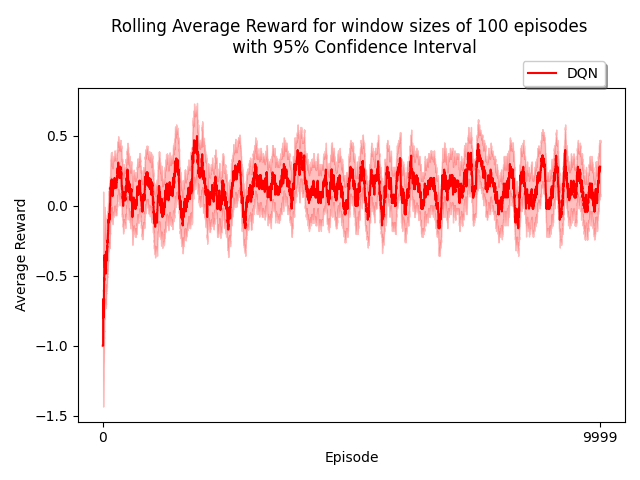 Rolling Average Reward for window sizes of 100 episodes
with 95% Confidence Interval
DQN
0.5
0.0
−0.5
−1.0
−1.5
Average Reward
0
9999
Episode